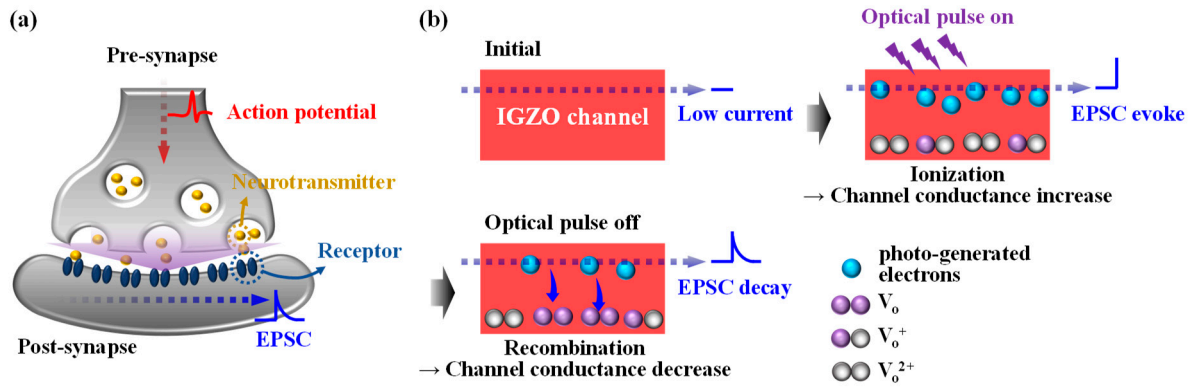 (a)
Pre-synapse
Action potential
Neurotransmitter
Receptor
EPSC
Post-synapse
(b)
Initial
IGZO channel
Low current
Optical pulse on
EPSC evoke
Ionization
→ Channel conductance increase
Optical pulse off
EPSC decay
Recombination
→ Channel conductance decrease
photo-generated
electrons
Vₒ
Vₒ⁺
Vₒ²⁺